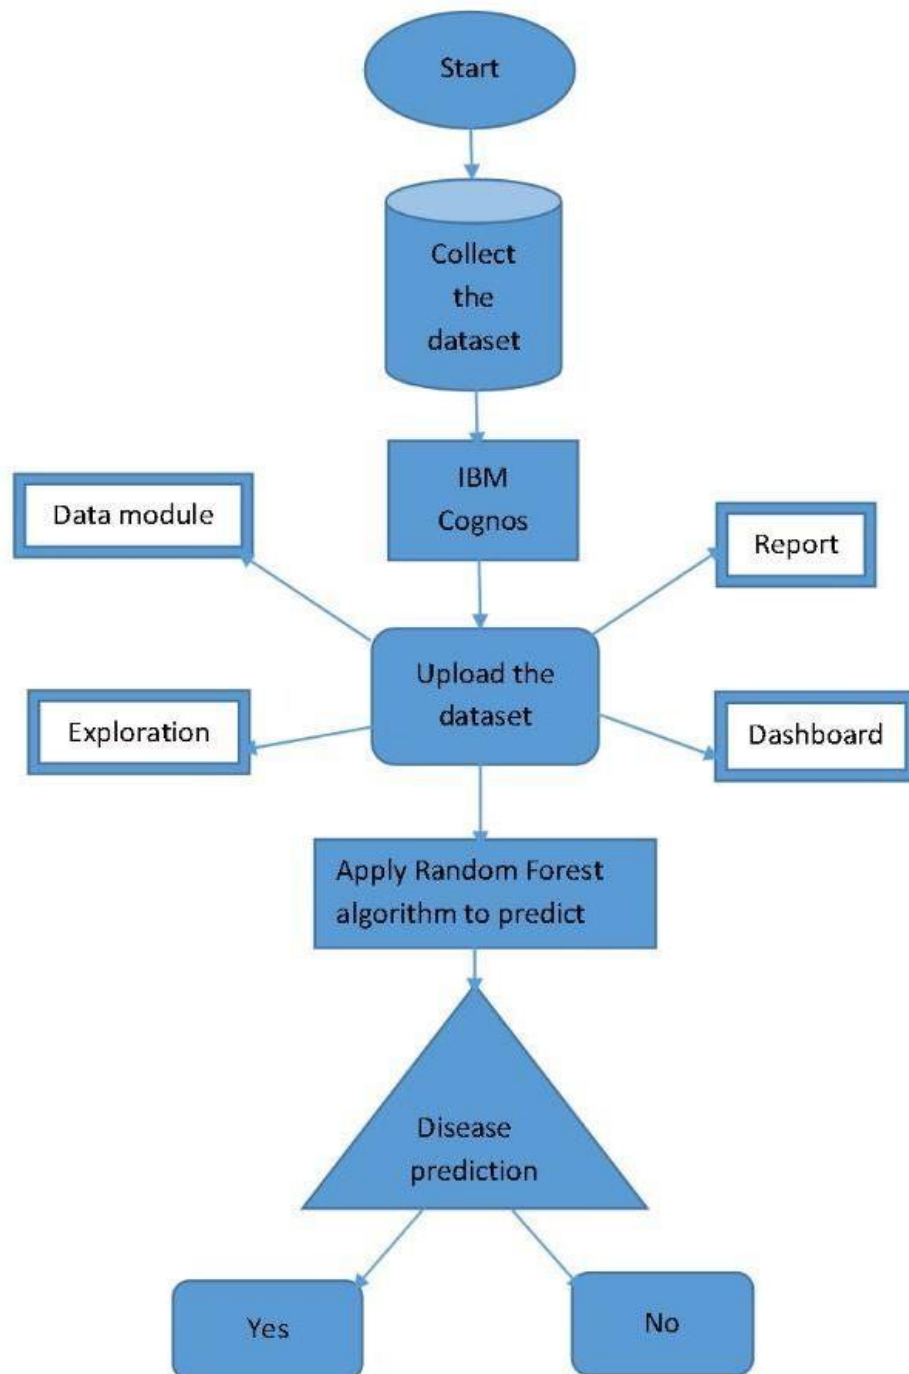 Start
Collect
the
dataset
IBM
Cognos
Data module
Report
Upload the
dataset
Exploration
Dashboard
Apply Random Forest
algorithm to predict
Disease
prediction
Yes
No